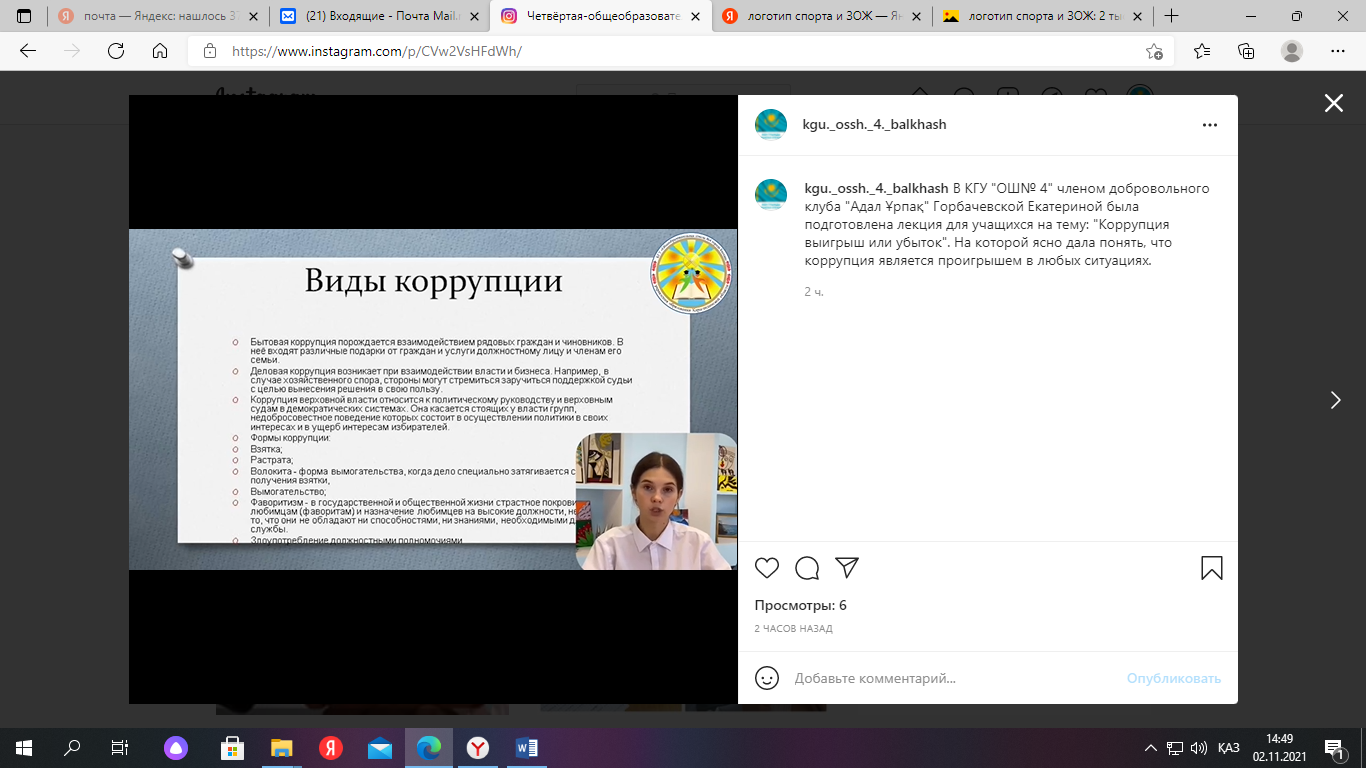 почта — Яндекс: нашлось 3
(21) Входящие - Почта Mail.
Четвёртая-общеобразовате
логотип спорта и ЗОЖ — Ян
логотип спорта и ЗОЖ: 2 ты
https://www.instagram.com/p/CVw2VsHFdWh/
Виды коррупции
Бытовая коррупция порождается взаимодействием рядовых граждан и чиновников. В
неё входят различные подарки от граждан и услуги должностному лицу и членам его
семьи.
Деловая коррупция возникает при взаимодействии власти и бизнеса. Например, в
случае хозяйственного спора, стороны могут стремиться заручиться поддержкой судьи
с целью вынесения решения в свою пользу.
Коррупция верховной власти относится к политическому руководству и верховным
судам в демократических системах. Она касается стоящих у власти групп,
недобросовестное поведение которых состоит в осуществлении политики в своих
интересах и в ущерб интересам избирателей.
Формы коррупции:
Взятка;
Растрата;
Волокита - форма вымогательства, когда дело специально затягивается с
получения взятки,
Вымогательство;
Фаворитизм - в государственной и общественной жизни страстное покрови
любимцам (фаворитам) и назначение любимцев на высокие должности, не
то, что они не обладают ни способностями, ни знаниями, необходимыми д
службы.
Злоупотребление должностными полномочиями
kgu._ossh._4._balkhash
kgu._ossh._4._balkhash В КГУ "ОШ№ 4" членом добровольного
клуба "Адал Ұрпақ" Горбачевской Екатериной была
подготовлена лекция для учащихся на тему: "Коррупция
выигрыш или убыток". На которой ясно дала понять, что
коррупция является проигрышем в любых ситуациях.
2 ч.
Просмотры: 6
2 ЧАСОВ НАЗАД
Добавьте комментарий...
Опубликовать
ҚАЗ
14:49
02.11.2021
1